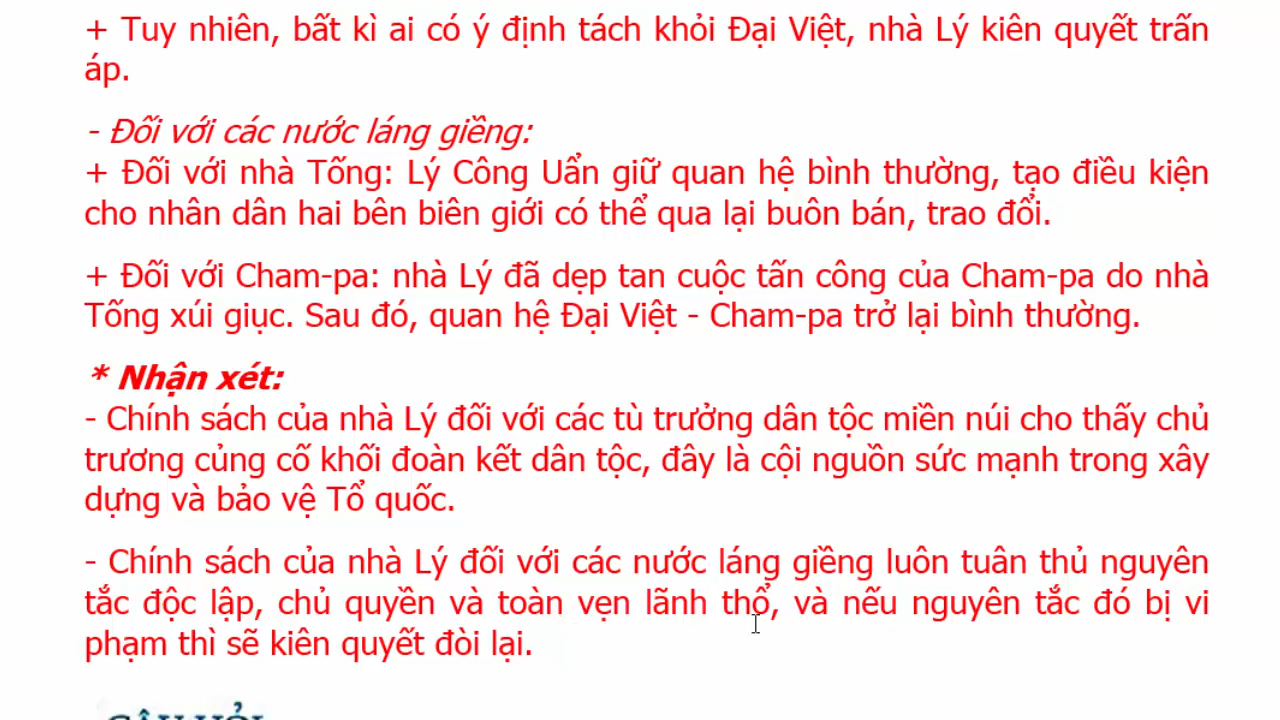 + Tuy nhiên, bất kì ai có ý định tách khỏi Đại Việt, nhà Lý kiên quyết trấn
áp.
- Đối với các nước láng giềng:
+ Đối với nhà Tống: Lý Công Uẩn giữ quan hệ bình thường, tạo điều kiện
cho nhân dân hai bên biên giới có thể qua lại buôn bán, trao đổi.
+ Đối với Cham-pa: nhà Lý đã dẹp tan cuộc tấn công của Cham-pa do nhà
Tống xúi giục. Sau đó, quan hệ Đại Việt - Cham-pa trở lại bình thường.
* Nhận xét:
- Chính sách của nhà Lý đối với các tù trưởng dân tộc miền núi cho thấy chủ
trương củng cố khối đoàn kết dân tộc, đây là cội nguồn sức mạnh trong xây
dựng và bảo vệ Tổ quốc.
- Chính sách của nhà Lý đối với các nước láng giềng luôn tuân thủ nguyên
tắc độc lập, chủ quyền và toàn vẹn lãnh thổ, và nếu nguyên tắc đó bị vi
phạm thì sẽ kiên quyết đòi lại.
CÂU HỎI